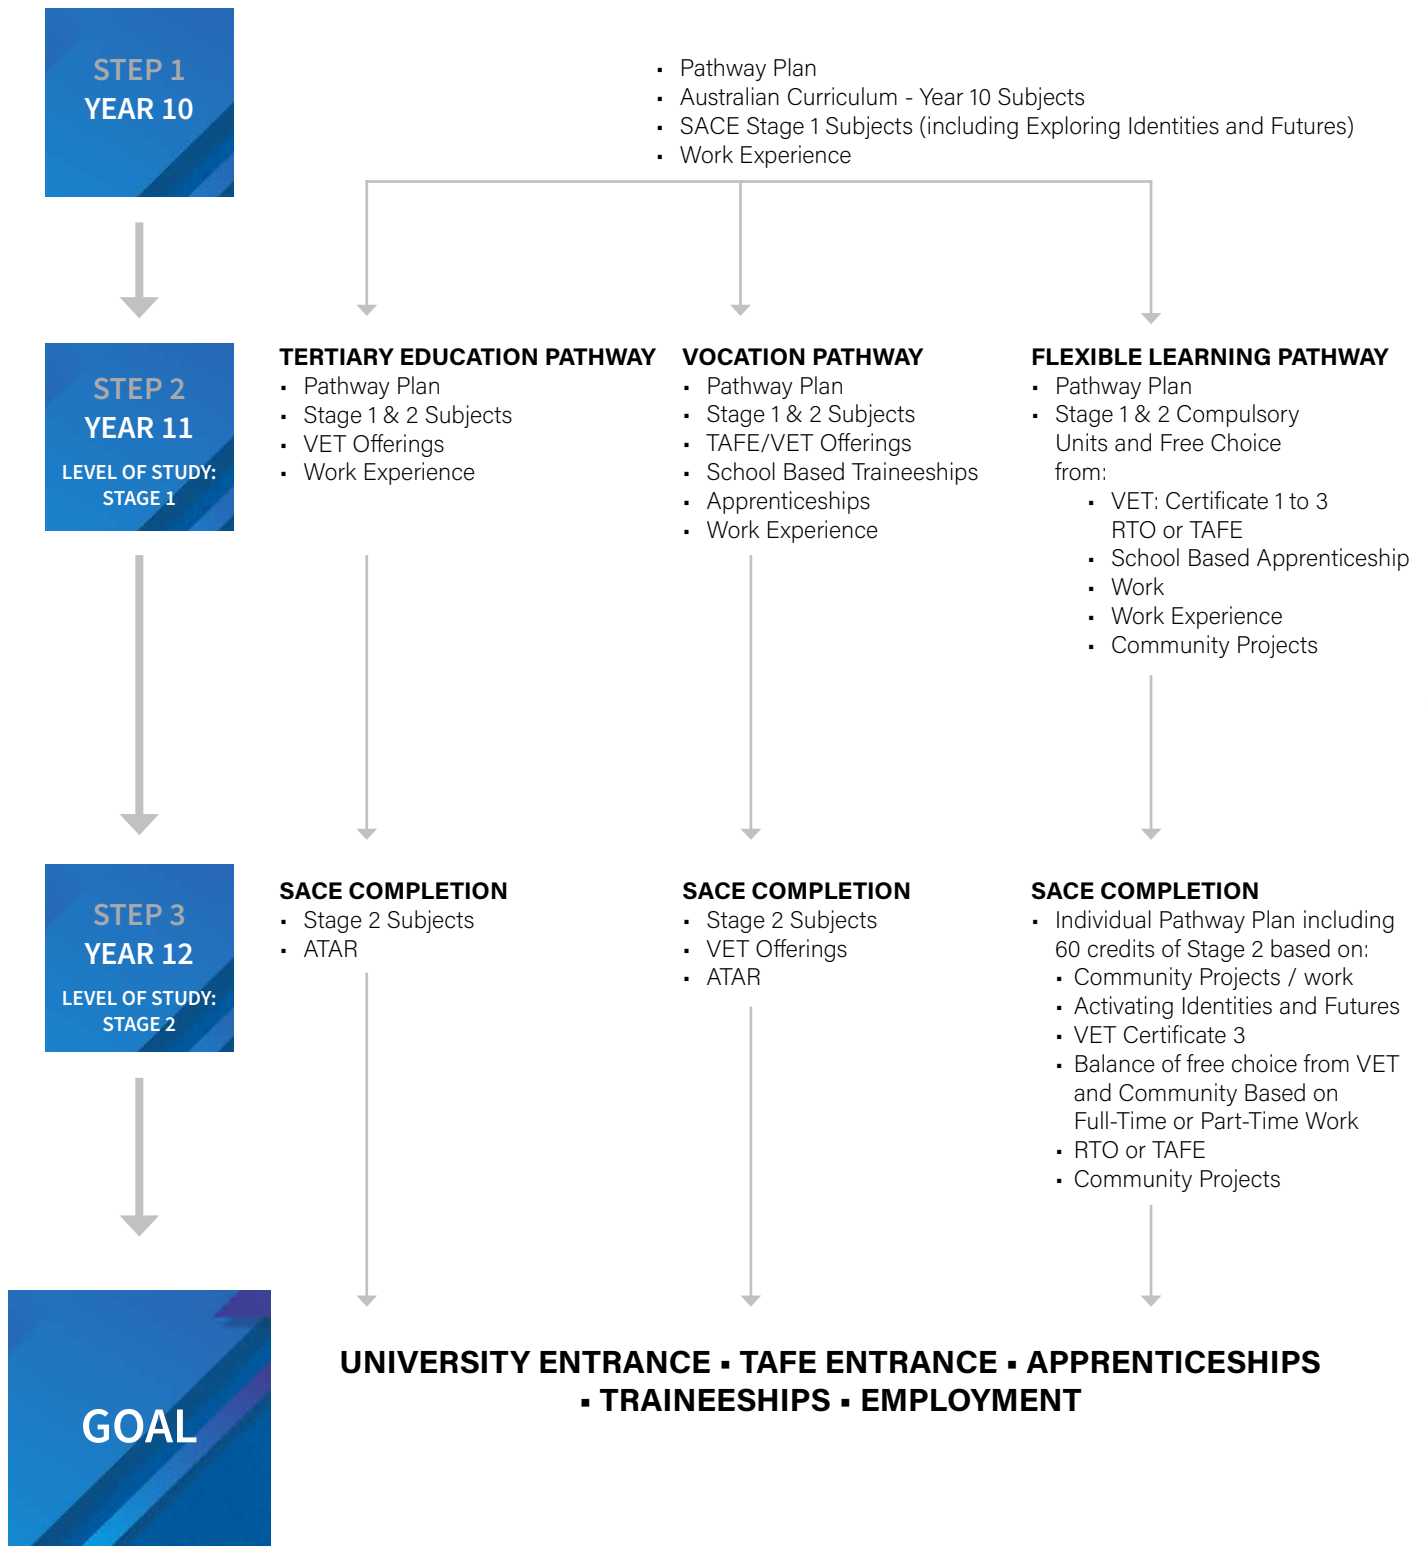 STEP 1
YEAR 10
▪ Pathway Plan
▪ Australian Curriculum - Year 10 Subjects
▪ SACE Stage 1 Subjects (including Exploring Identities and Futures)
▪ Work Experience
STEP 2
YEAR 11
LEVEL OF STUDY:
STAGE 1
TERTIARY EDUCATION PATHWAY
▪ Pathway Plan
▪ Stage 1 & 2 Subjects
▪ VET Offerings
▪ Work Experience
VOCATION PATHWAY
▪ Pathway Plan
▪ Stage 1 & 2 Subjects
▪ TAFE/VET Offerings
▪ School Based Traineeships
▪ Apprenticeships
▪ Work Experience
FLEXIBLE LEARNING PATHWAY
▪ Pathway Plan
▪ Stage 1 & 2 Compulsory
Units and Free Choice
from:
▪ VET: Certificate 1 to 3
RTO or TAFE
▪ School Based Apprenticeship
▪ Work
▪ Work Experience
▪ Community Projects
STEP 3
YEAR 12
LEVEL OF STUDY:
STAGE 2
SACE COMPLETION
▪ Stage 2 Subjects
▪ ATAR
SACE COMPLETION
▪ Stage 2 Subjects
▪ VET Offerings
▪ ATAR
SACE COMPLETION
▪ Individual Pathway Plan including
60 credits of Stage 2 based on:
▪ Community Projects / work
▪ Activating Identities and Futures
▪ VET Certificate 3
▪ Balance of free choice from VET
and Community Based on
Full-Time or Part-Time Work
▪ RTO or TAFE
▪ Community Projects
GOAL
UNIVERSITY ENTRANCE ▪ TAFE ENTRANCE ▪ APPRENTICESHIPS
▪ TRAINEESHIPS ▪ EMPLOYMENT